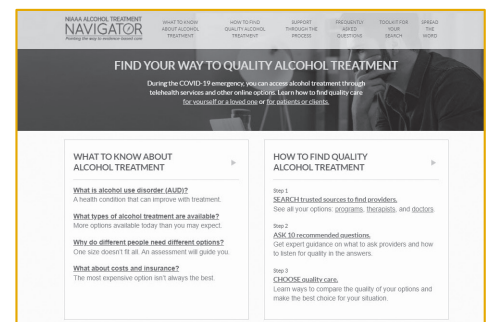 NIAAA ALCOHOL TREATMENT
NAVIGATOR
Pointing the way to evidence-based care
WHAT TO KNOW
ABOUT ALCOHOL
TREATMENT
HOW TO FIND
QUALITY ALCOHOL
TREATMENT
SUPPORT
THROUGH THE
PROCESS
FREQUENTLY
ASKED
QUESTIONS
TOOLKIT FOR
YOUR
SEARCH
SPREAD
THE
WORD
FIND YOUR WAY TO QUALITY ALCOHOL TREATMENT
During the COVID-19 emergency, you can access alcohol treatment through
telehealth services and other online options. Learn how to find quality care
for yourself or a loved one or for patients or clients.
WHAT TO KNOW ABOUT
ALCOHOL TREATMENT
What is alcohol use disorder (AUD)?
A health condition that can improve with treatment.
What types of alcohol treatment are available?
More options available today than you may expect.
Why do different people need different options?
One size doesn't fit all. An assessment will guide you.
What about costs and insurance?
The most expensive option isn't always the best.
HOW TO FIND QUALITY
ALCOHOL TREATMENT
Step 1
SEARCH trusted sources to find providers.
See all your options: programs, therapists, and doctors.
Step 2
ASK 10 recommended questions.
Get expert guidance on what to ask providers and how
to listen for quality in the answers.
Step 3
CHOOSE quality care.
Learn ways to compare the quality of your options and
make the best choice for your situation.